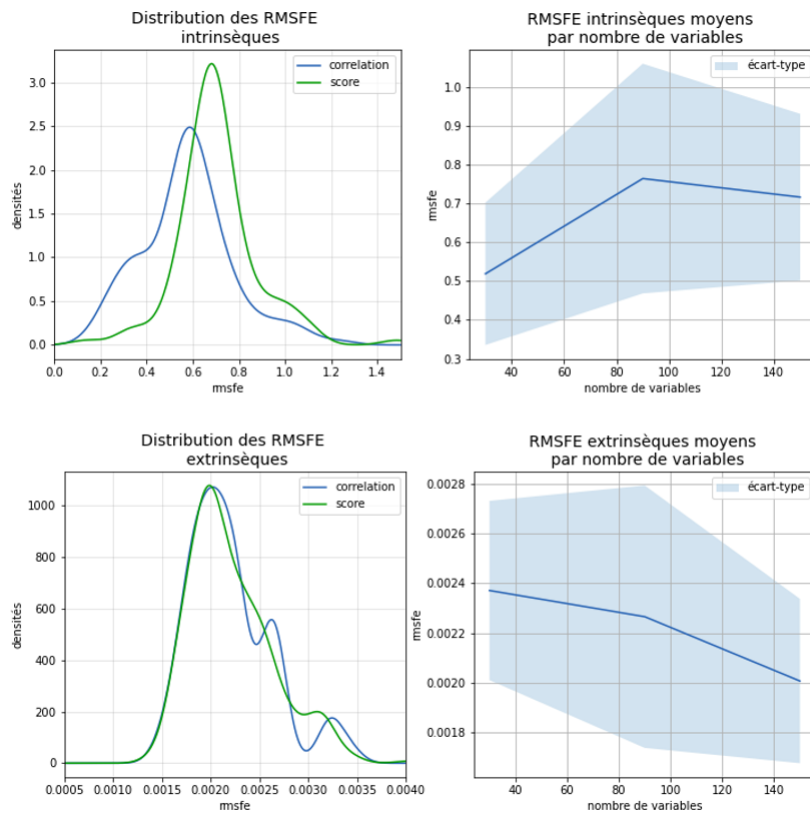 Distribution des RMSFE
intrinsèques
correlation
score
densités
3.0
2.5
2.0
1.5
1.0
0.5
0.0
0.0 0.2 0.4 0.6 0.8 1.0 1.2 1.4
rmsfe
RMSFE intrinsèques moyens
par nombre de variables
écart-type
rmsfe
1.0
0.9
0.8
0.7
0.6
0.5
0.4
0.3
40 60 80 100 120 140
nombre de variables
Distribution des RMSFE
extrinsèques
correlation
score
densités
1000
800
600
400
200
0
0.0005 0.0010 0.0015 0.0020 0.0025 0.0030 0.0035 0.0040
rmsfe
RMSFE extrinsèques moyens
par nombre de variables
écart-type
rmsfe
0.0028
0.0026
0.0024
0.0022
0.0020
0.0018
40 60 80 100 120 140
nombre de variables